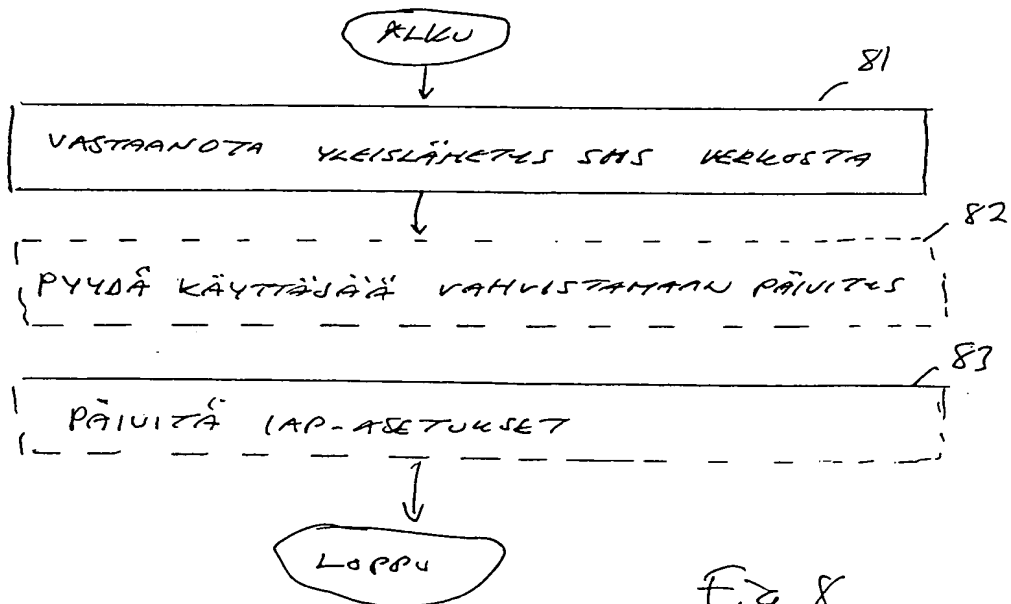 ALKU
81
VASTAANOTA YLEISLÄHETYS SMS VERKOSTA
82
PYYDÄ KÄYTTÄJÄÄ VAHVISTAMAAN PÄIVITYS
83
PÄIVITÄ IAP-ASETUKSET
LOPPU
Fig 8